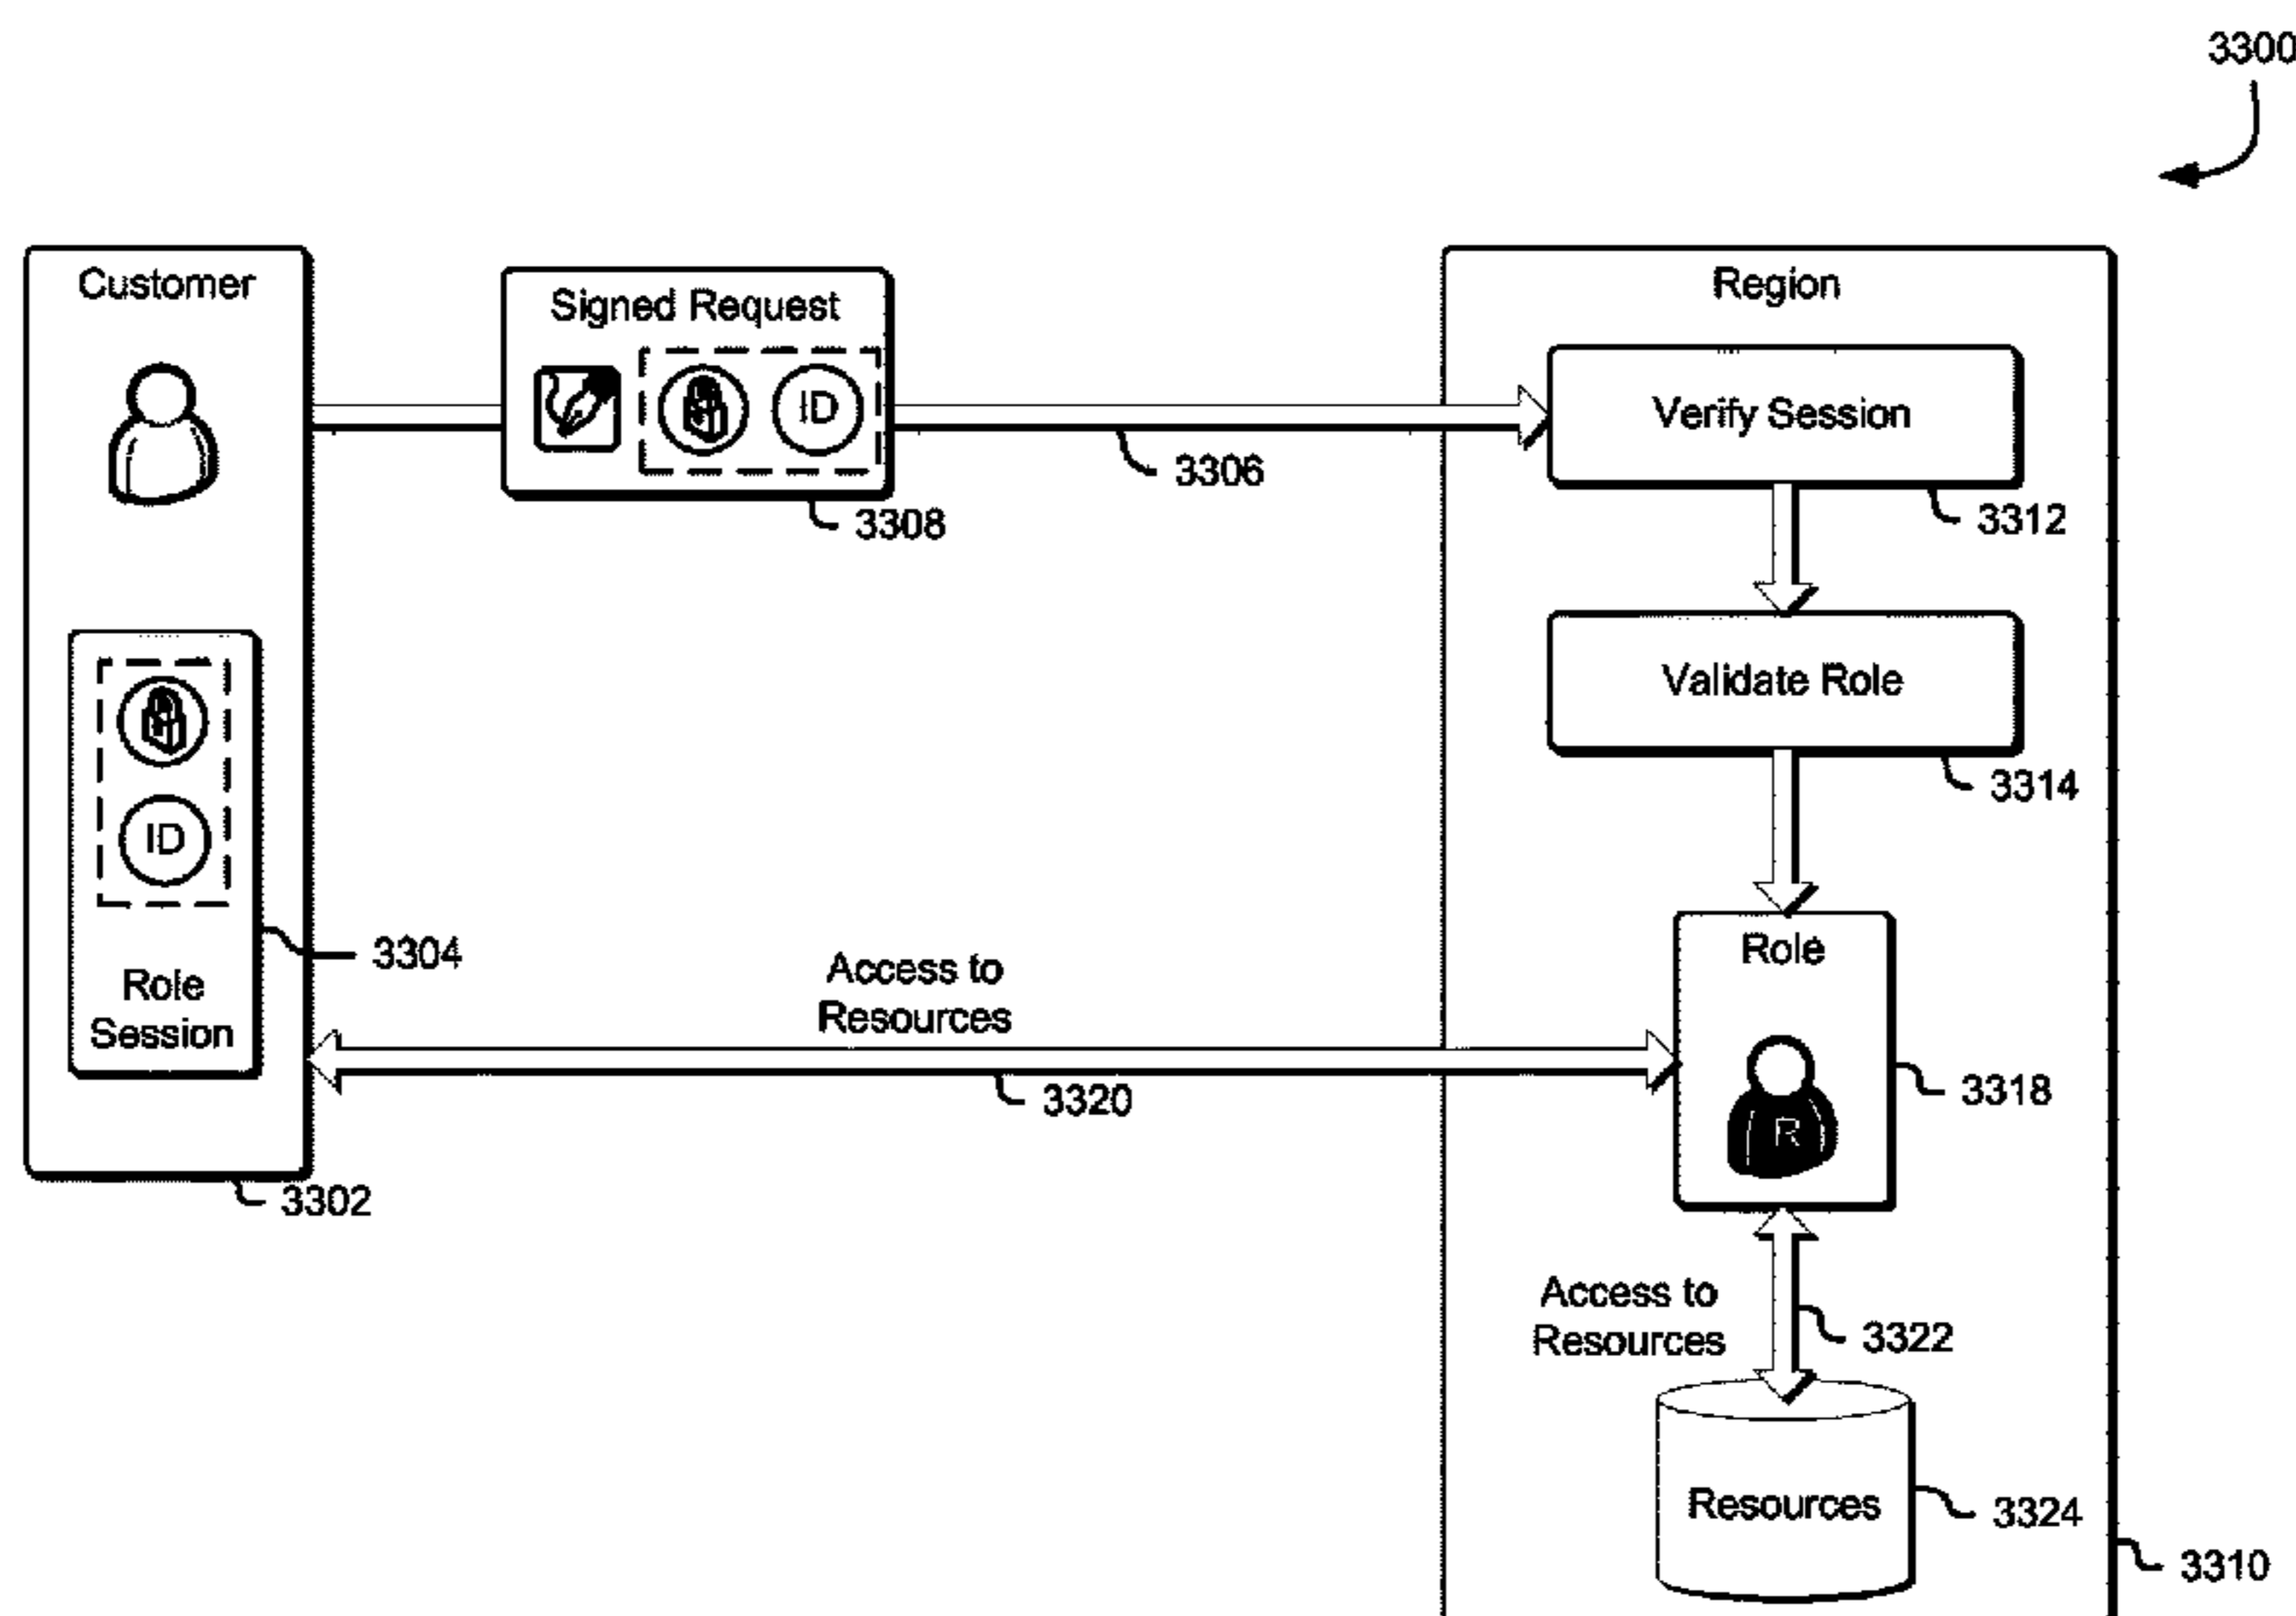 3300
Customer
Signed Request
ID
3308
3306
Region
Verify Session
3312
Validate Role
3314
ID
Role
Session
3304
3302
Access to
Resources
3320
Role
R
3318
Access to
Resources
3322
Resources
3324
3310